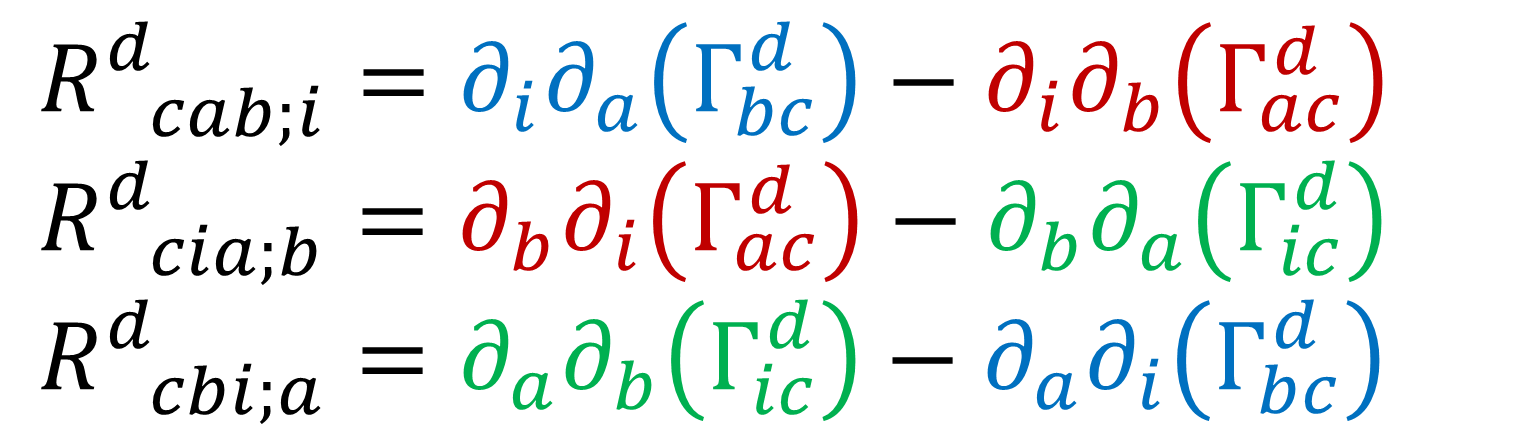 R^d_{cab;i} = ∂_i∂_a(Γ^d_{bc}) − ∂_i∂_b(Γ^d_{ac})
R^d_{cia;b} = ∂_b∂_i(Γ^d_{ac}) − ∂_b∂_a(Γ^d_{ic})
R^d_{cbi;a} = ∂_a∂_b(Γ^d_{ic}) − ∂_a∂_i(Γ^d_{bc})